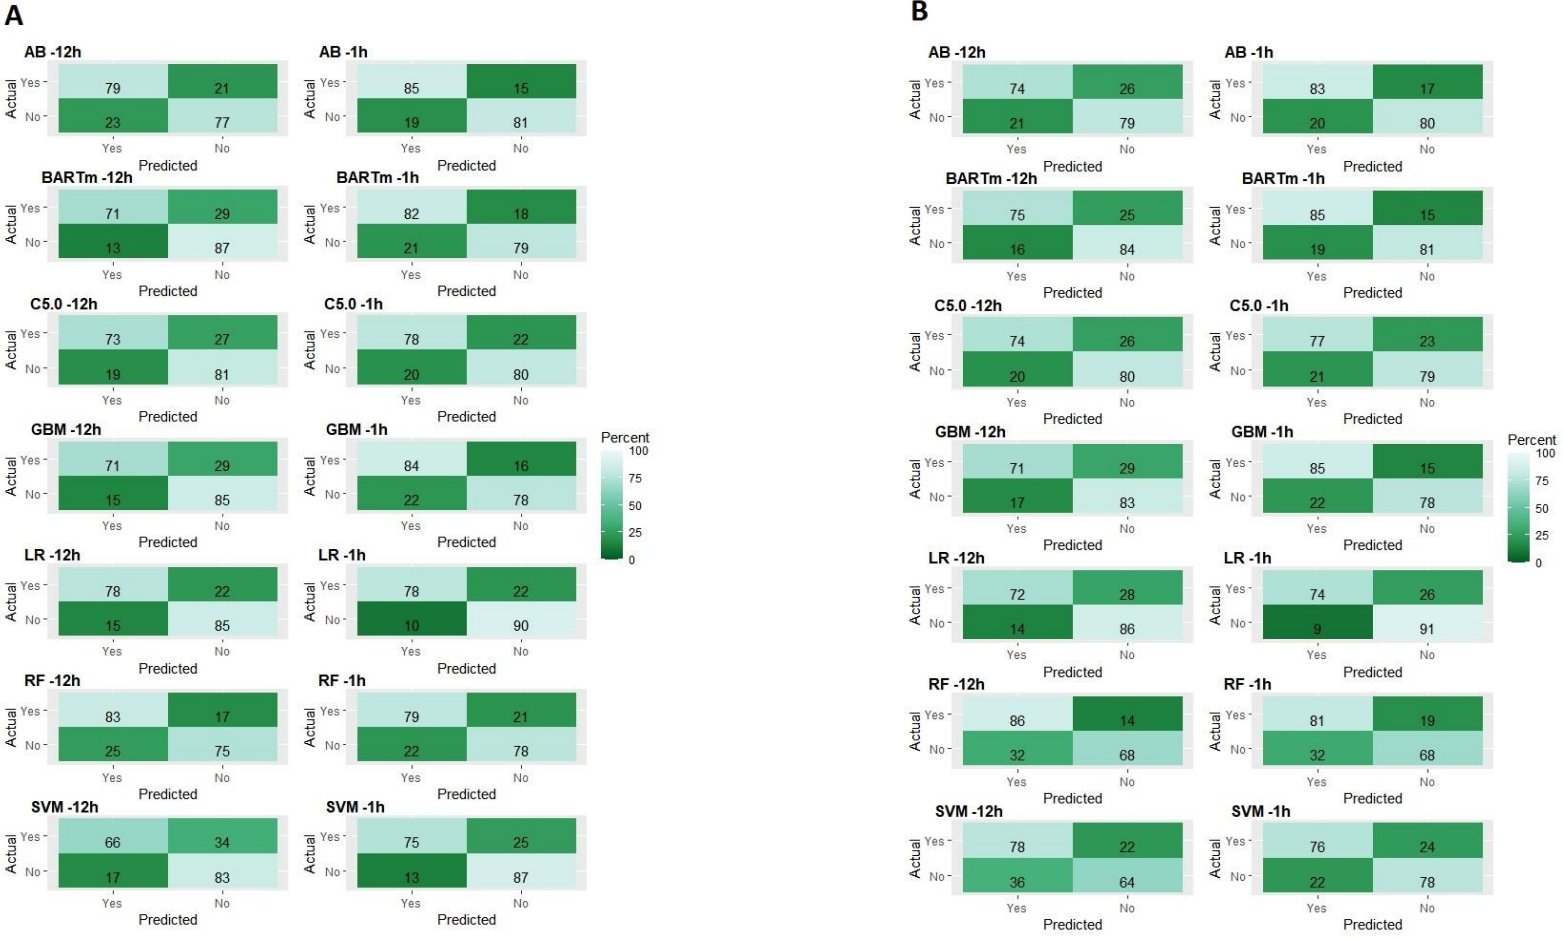 A
AB -12h
Actual
Yes
79
21
No
23
77
Yes
No
Predicted
AB -1h
Actual
Yes
85
15
No
19
81
Yes
No
Predicted
BARTm -12h
Actual
Yes
71
29
No
13
87
Yes
No
Predicted
BARTm -1h
Actual
Yes
82
18
No
21
79
Yes
No
Predicted
C5.0 -12h
Actual
Yes
73
27
No
19
81
Yes
No
Predicted
C5.0 -1h
Actual
Yes
78
22
No
20
80
Yes
No
Predicted
GBM -12h
Actual
Yes
71
29
No
15
85
Yes
No
Predicted
GBM -1h
Actual
Yes
84
16
No
22
78
Yes
No
Predicted
Percent
100
75
50
25
0
LR -12h
Actual
Yes
78
22
No
15
85
Yes
No
Predicted
LR -1h
Actual
Yes
78
22
No
10
90
Yes
No
Predicted
RF -12h
Actual
Yes
83
17
No
25
75
Yes
No
Predicted
RF -1h
Actual
Yes
79
21
No
22
78
Yes
No
Predicted
SVM -12h
Actual
Yes
66
34
No
17
83
Yes
No
Predicted
SVM -1h
Actual
Yes
75
25
No
13
87
Yes
No
Predicted
B
AB -12h
Actual
Yes
74
26
No
21
79
Yes
No
Predicted
AB -1h
Actual
Yes
83
17
No
20
80
Yes
No
Predicted
BARTm -12h
Actual
Yes
75
25
No
16
84
Yes
No
Predicted
BARTm -1h
Actual
Yes
85
15
No
19
81
Yes
No
Predicted
C5.0 -12h
Actual
Yes
74
26
No
20
80
Yes
No
Predicted
C5.0 -1h
Actual
Yes
77
23
No
21
79
Yes
No
Predicted
GBM -12h
Actual
Yes
71
29
No
17
83
Yes
No
Predicted
GBM -1h
Actual
Yes
85
15
No
22
78
Yes
No
Predicted
Percent
100
75
50
25
0
LR -12h
Actual
Yes
72
28
No
14
86
Yes
No
Predicted
LR -1h
Actual
Yes
74
26
No
9
91
Yes
No
Predicted
RF -12h
Actual
Yes
86
14
No
32
68
Yes
No
Predicted
RF -1h
Actual
Yes
81
19
No
32
68
Yes
No
Predicted
SVM -12h
Actual
Yes
78
22
No
36
64
Yes
No
Predicted
SVM -1h
Actual
Yes
76
24
No
22
78
Yes
No
Predicted